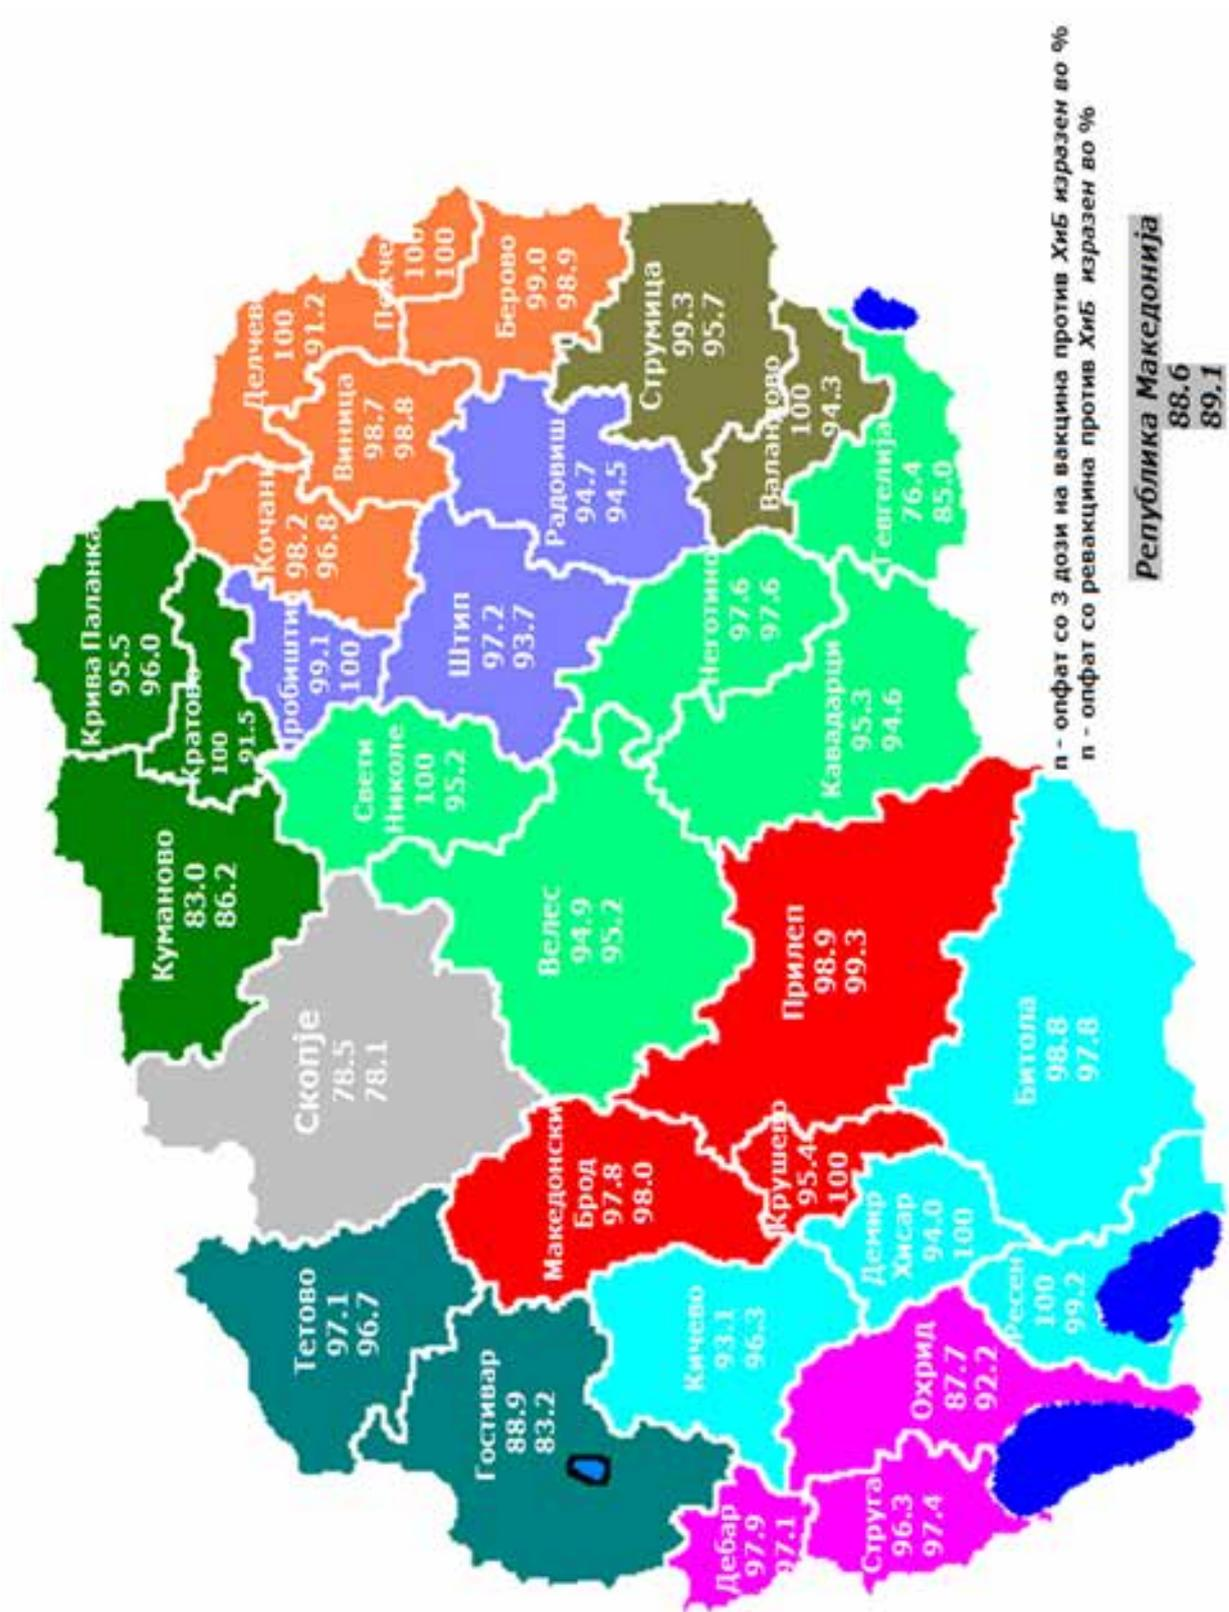 Крива Паланка
95.5
96.0
Куманово
83.0
86.2
Кратово
100
91.5
Скопје
78.5
78.1
Тетово
97.1
96.7
Гостивар
88.9
83.2
Делчев
100
91.2
100
100
Кочани
98.2
96.8
Виница
98.7
98.8
Берово
99.0
98.9
робиштип
99.1
100
Свети
Николе
100
95.2
Штип
97.2
93.7
Радовиш
94.7
94.5
Струмица
99.3
95.7
Велес
94.9
95.2
Македонски
Брод
97.8
98.0
Неготино
97.6
97.6
Валандово
100
94.3
Кичево
93.1
96.3
Крушево
95.4
100
Прилеп
98.9
99.3
Кавадарци
95.3
94.6
Гевгелија
76.4
85.0
Дебар
97.9
97.1
Демир
Хисар
94.0
100
Струга
96.3
97.4
Охрид
87.7
92.2
Ресен
100
99.2
Битола
98.8
97.8
n - опфат со 3 дози на вакцина против ХиБ изразен во %
n - опфат со ревакцина против ХиБ изразен во %
Република Македонија
88.6
89.1